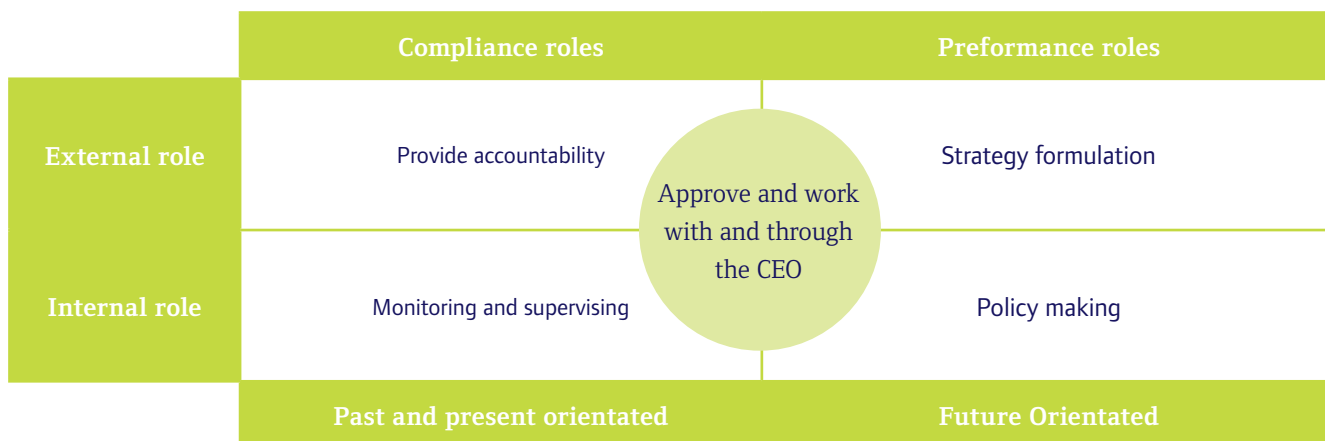 Compliance roles
Preformance roles
External role
Provide accountability
Strategy formulation
Approve and work
with and through
the CEO
Internal role
Monitoring and supervising
Policy making
Past and present orientated
Future Orientated